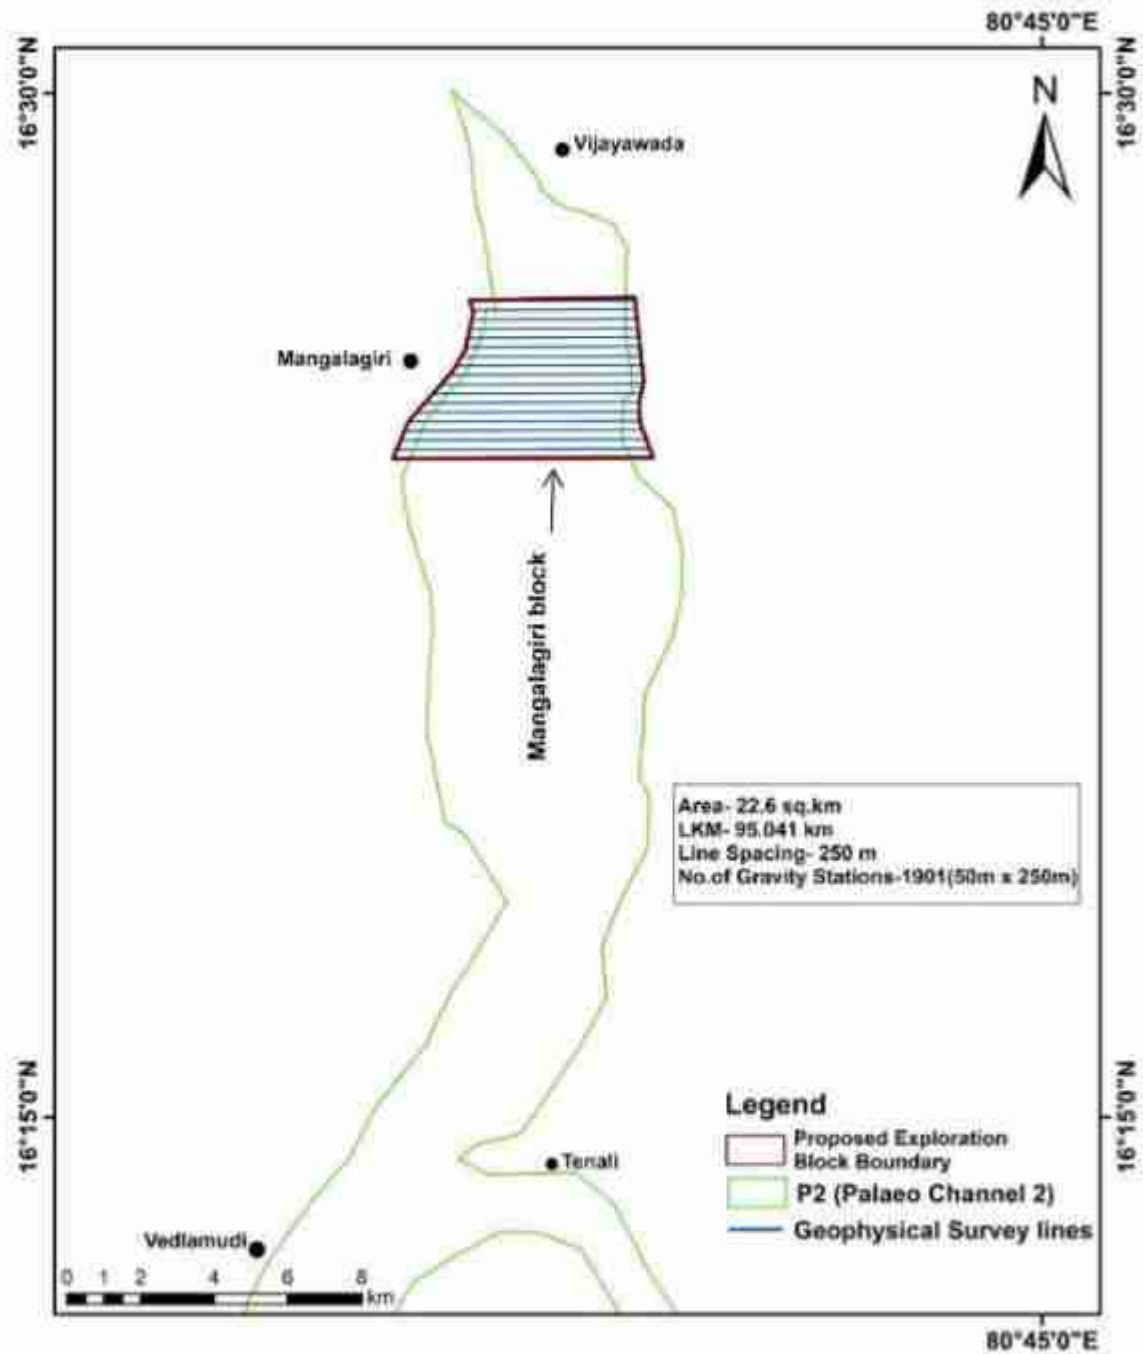 80°45'0"E
16°30'0"N
16°30'0"N
N
Vijayawada
Mangalagiri
Mangalagiri block
Area- 22.6 sq.km
LKM- 95.041 km
Line Spacing- 250 m
No.of Gravity Stations-1901(50m x 250m)
16°15'0"N
16°15'0"N
Legend
Proposed Exploration
Block Boundary
P2 (Palaeo Channel 2)
Geophysical Survey lines
Tenali
Vedlamudi
0 1 2 4 6 8
km
80°45'0"E